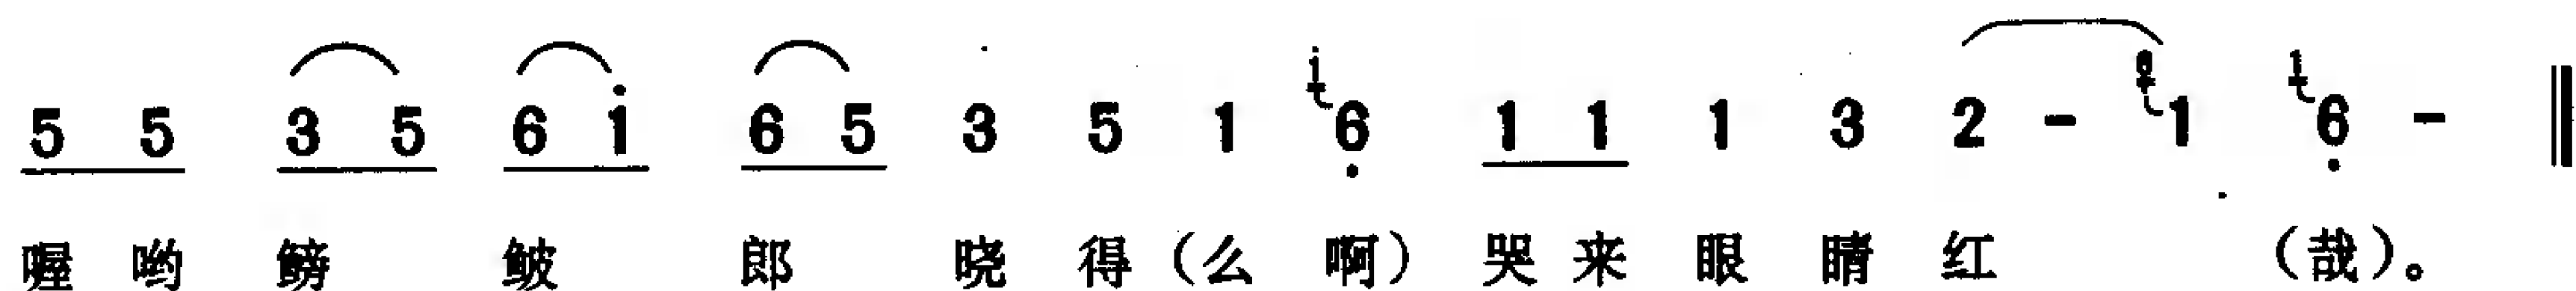 5 5 3 5 6 i 6 5 3 5 1 i 6 1 1 1 3 2 - 1 1 6 - ‖
喔 哟 鳑 鲏 郎 晓 得（么 啊）哭 来 眼 睛 红 （哉）。